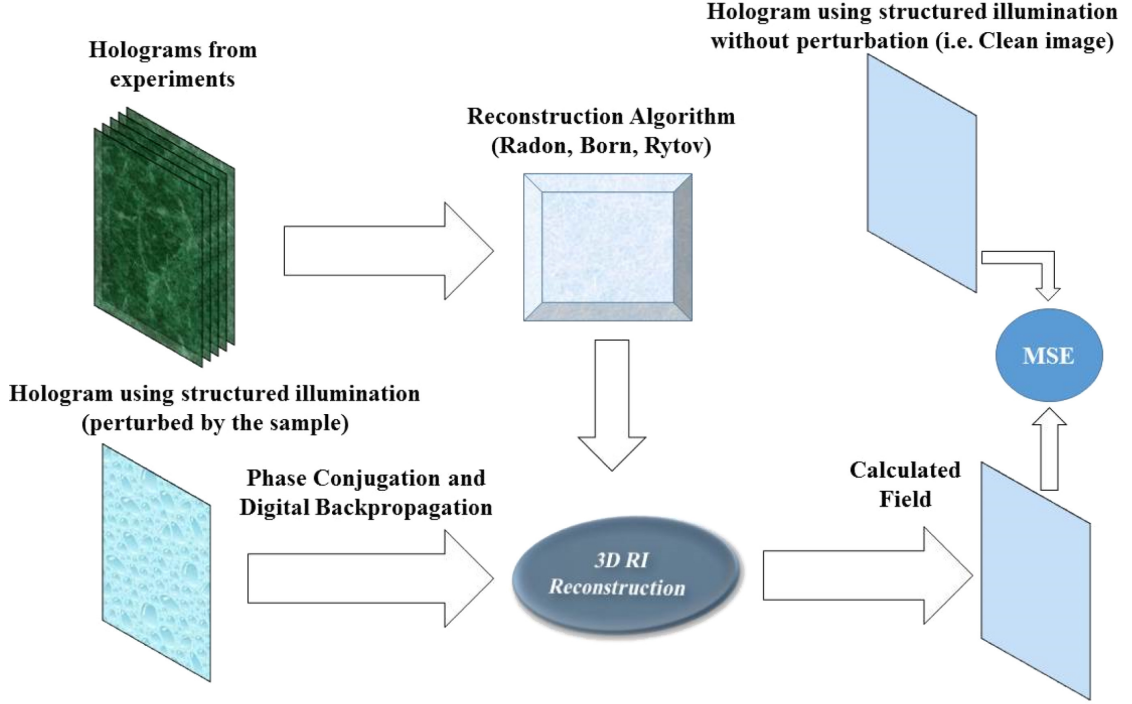 Holograms from
experiments
Reconstruction Algorithm
(Radon, Born, Rytov)
Hologram using structured illumination
without perturbation (i.e. Clean image)
MSE
Hologram using structured illumination
(perturbed by the sample)
Phase Conjugation and
Digital Backpropagation
3D RI
Reconstruction
Calculated
Field